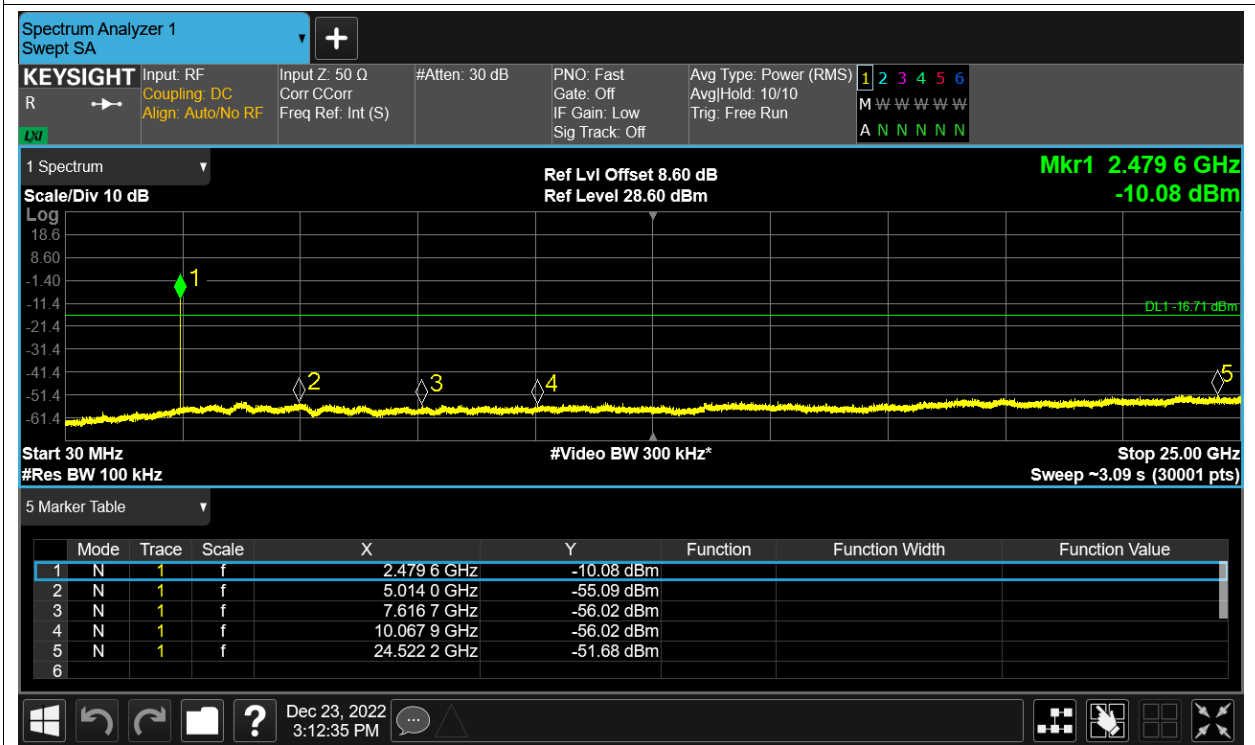 Spectrum Analyzer 1
Swept SA
+
KEYSIGHT
R
LXI
Input: RF
Coupling: DC
Align: Auto/No RF
Input Z: 50 Ω
Corr CCorr
Freq Ref: Int (S)
#Atten: 30 dB
PNO: Fast
Gate: Off
IF Gain: Low
Sig Track: Off
Avg Type: Power (RMS)
Avg|Hold: 10/10
Trig: Free Run
1 2 3 4 5 6
M W W W W W
A N N N N N
1 Spectrum
Scale/Div 10 dB
Ref Lvl Offset 8.60 dB
Ref Level 28.60 dBm
Mkr1 2.479 6 GHz
-10.08 dBm
Log
18.6
8.60
-1.40
-11.4
-21.4
-31.4
-41.4
-51.4
-61.4
1
2
3
4
5
DL1 -16.71 dBm
Start 30 MHz
#Video BW 300 kHz*
Stop 25.00 GHz
#Res BW 100 kHz
Sweep ~3.09 s (30001 pts)
5 Marker Table
Mode Trace Scale X Y Function Function Width Function Value
1 N 1 f 2.479 6 GHz -10.08 dBm
2 N 1 f 5.014 0 GHz -55.09 dBm
3 N 1 f 7.616 7 GHz -56.02 dBm
4 N 1 f 10.067 9 GHz -56.02 dBm
5 N 1 f 24.522 2 GHz -51.68 dBm
6
?
Dec 23, 2022
3:12:35 PM